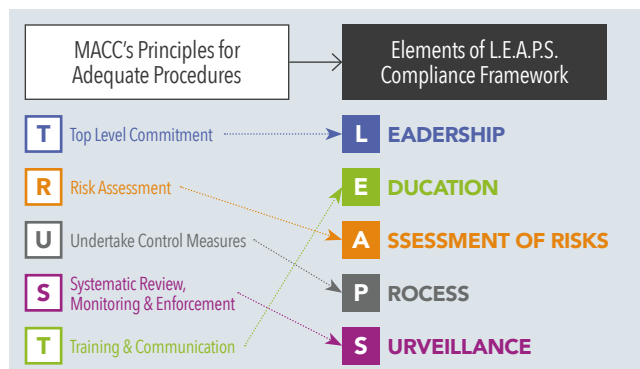 MACC's Principles for
Adequate Procedures
Elements of L.E.A.P.S.
Compliance Framework
T Top Level Commitment
L EADERSHIP
R Risk Assessment
E DUCATION
U Undertake Control Measures
A SSESSMENT OF RISKS
S Systematic Review,
Monitoring & Enforcement
P ROCESS
T Training & Communication
S URVEILLANCE